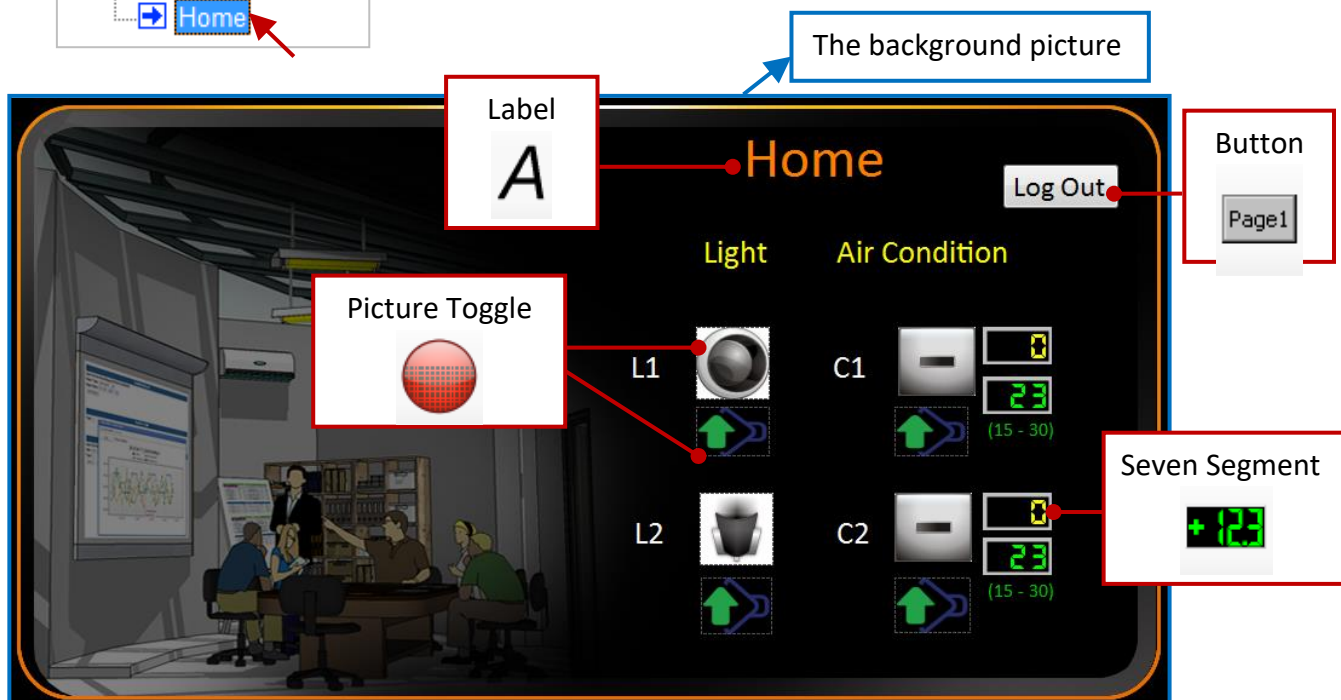 Home
The background picture
Label
A
Home
Button
Log Out
Page1
Light Air Condition
Picture Toggle
L1
C1
0
23
(15 - 30)
Seven Segment
+12.3
L2
C2
0
23
(15 - 30)